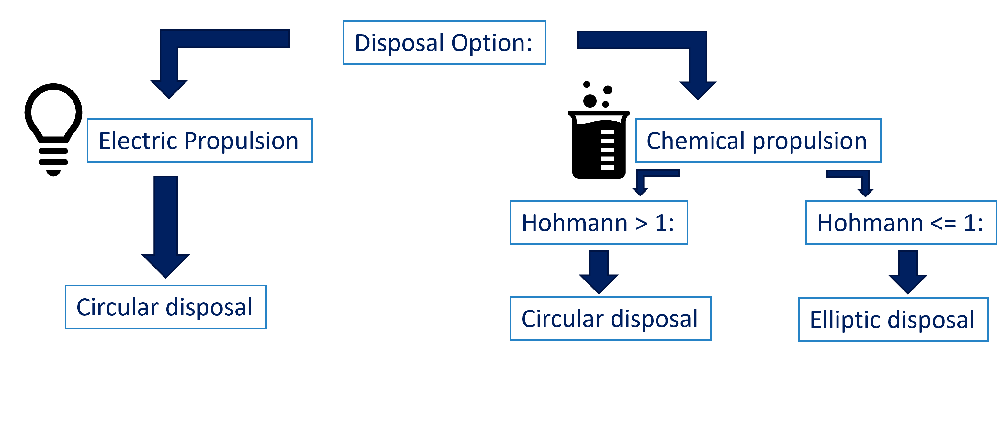 Disposal Option:
Electric Propulsion
Chemical propulsion
Hohmann > 1:
Hohmann <= 1:
Circular disposal
Circular disposal
Elliptic disposal